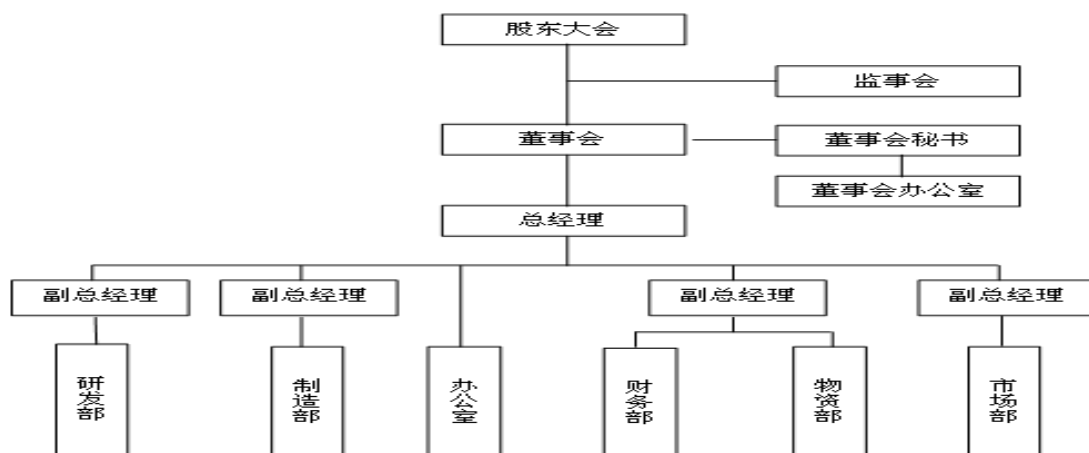 股东大会
监事会
董事会
董事会秘书
董事会办公室
总经理
副总经理
副总经理
副总经理
副总经理
研发部
制造部
办公室
财务部
物资部
市场部